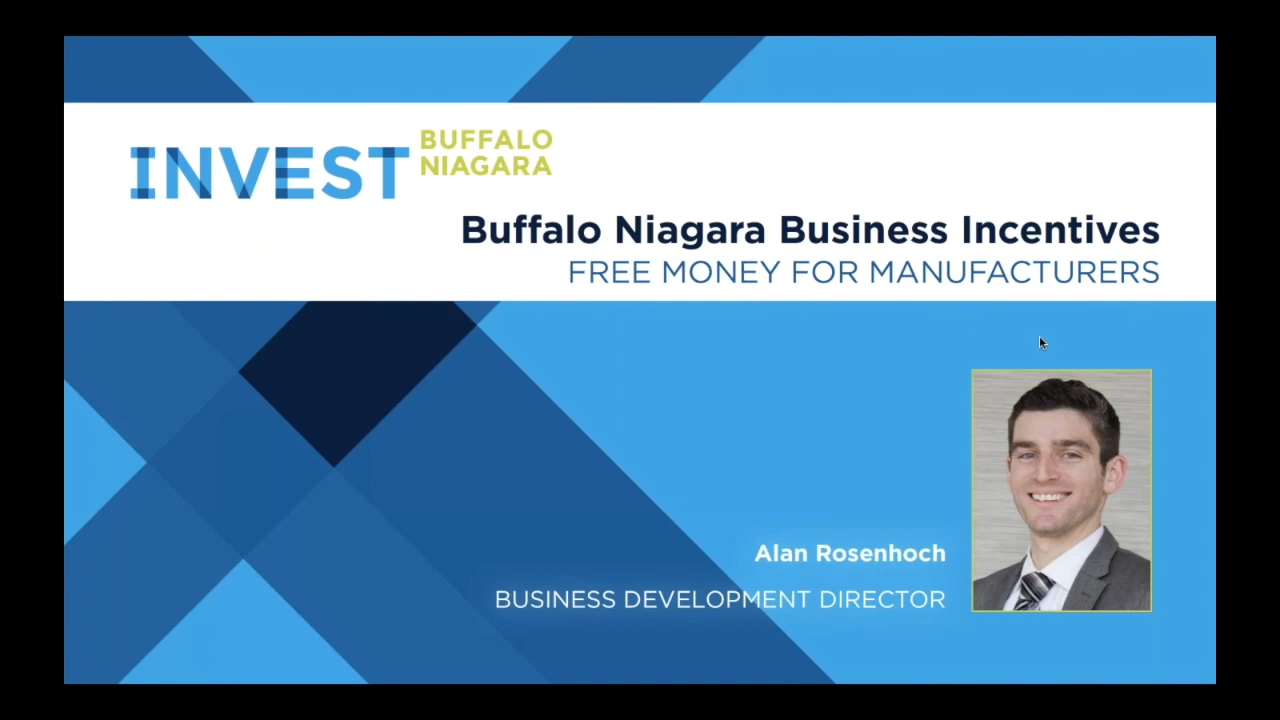 INVEST
BUFFALO
NIAGARA
Buffalo Niagara Business Incentives
FREE MONEY FOR MANUFACTURERS
Alan Rosenhoch
BUSINESS DEVELOPMENT DIRECTOR